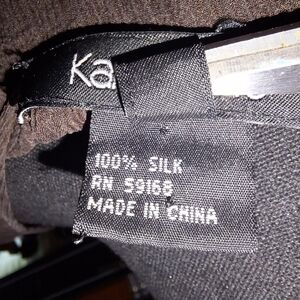 Ka
100% SILK
RN 59168
MADE IN CHINA